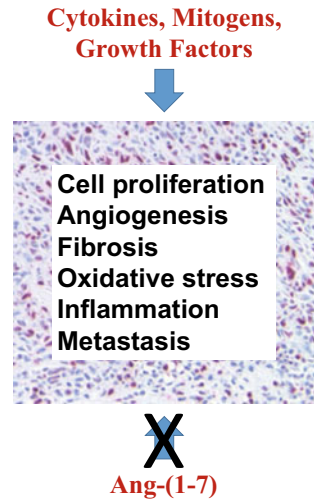 Cytokines, Mitogens,
Growth Factors
Cell proliferation
Angiogenesis
Fibrosis
Oxidative stress
Inflammation
Metastasis
X
Ang-(1-7)